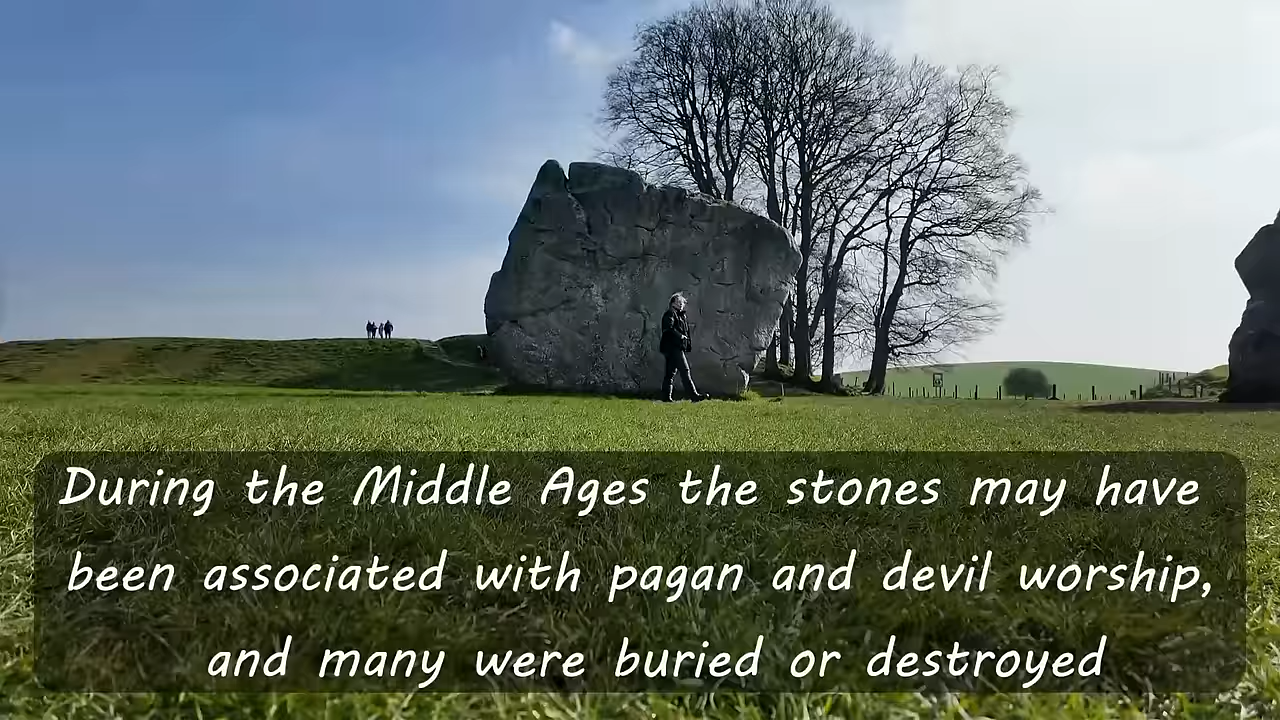 During the Middle Ages the stones may have
been associated with pagan and devil worship,
and many were buried or destroyed